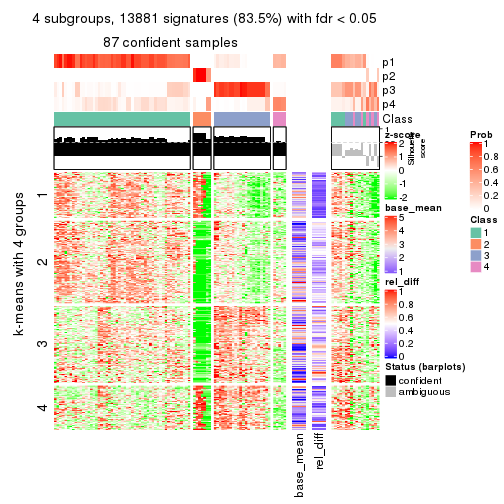 4 subgroups, 13881 signatures (83.5%) with fdr < 0.05
87 confident samples
p1
p2
p3
p4
Class
1
Silhouette
score
k-means with 4 groups
1
2
3
4
base_mean
rel_diff
z-score
2
1
0
-1
-2
base_mean
5
4
3
2
1
rel_diff
1
0.8
0.6
0.4
0.2
0
Status (barplots)
confident
ambiguous
Prob
1
0.8
0.6
0.4
0.2
0
Class
1
2
3
4